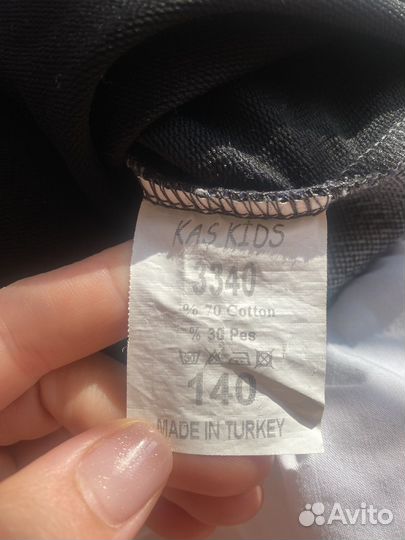 KAS KIDS
3340
% 70 Cotton
% 30 Pes
140
MADE IN TURKEY
Avito